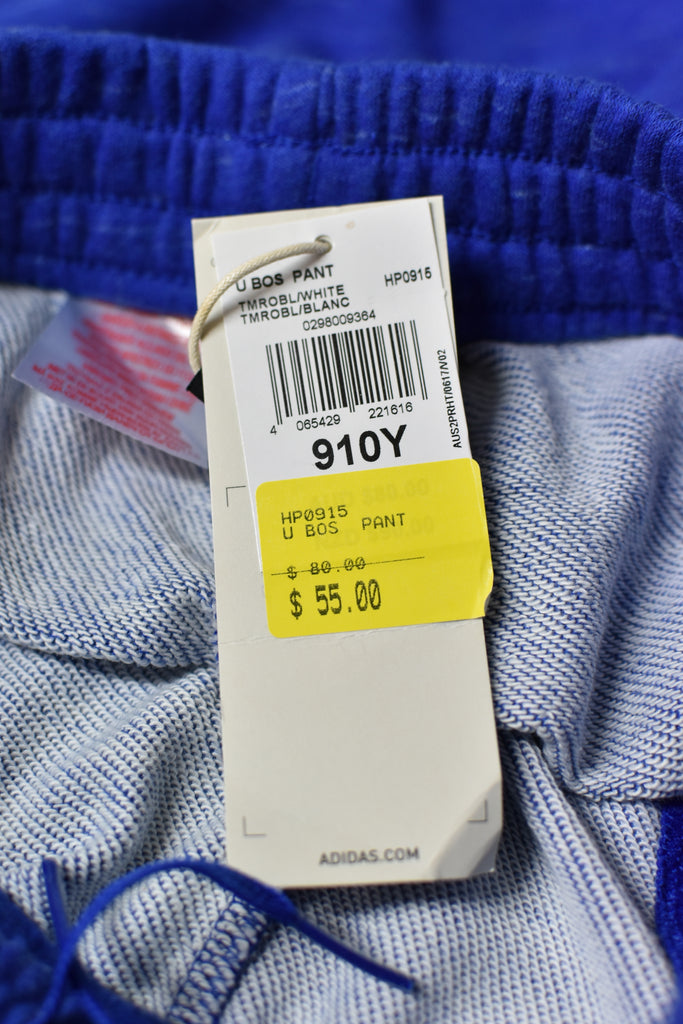 U BOS PANT
HP0915
TMROBL/WHITE
TMROBL/BLANC
0298009364
4 065429 221616
AUS2PRHT/0617/V02
910Y
HP0915
U BOS PANT
$ 80.00
$ 55.00
ADIDAS.COM